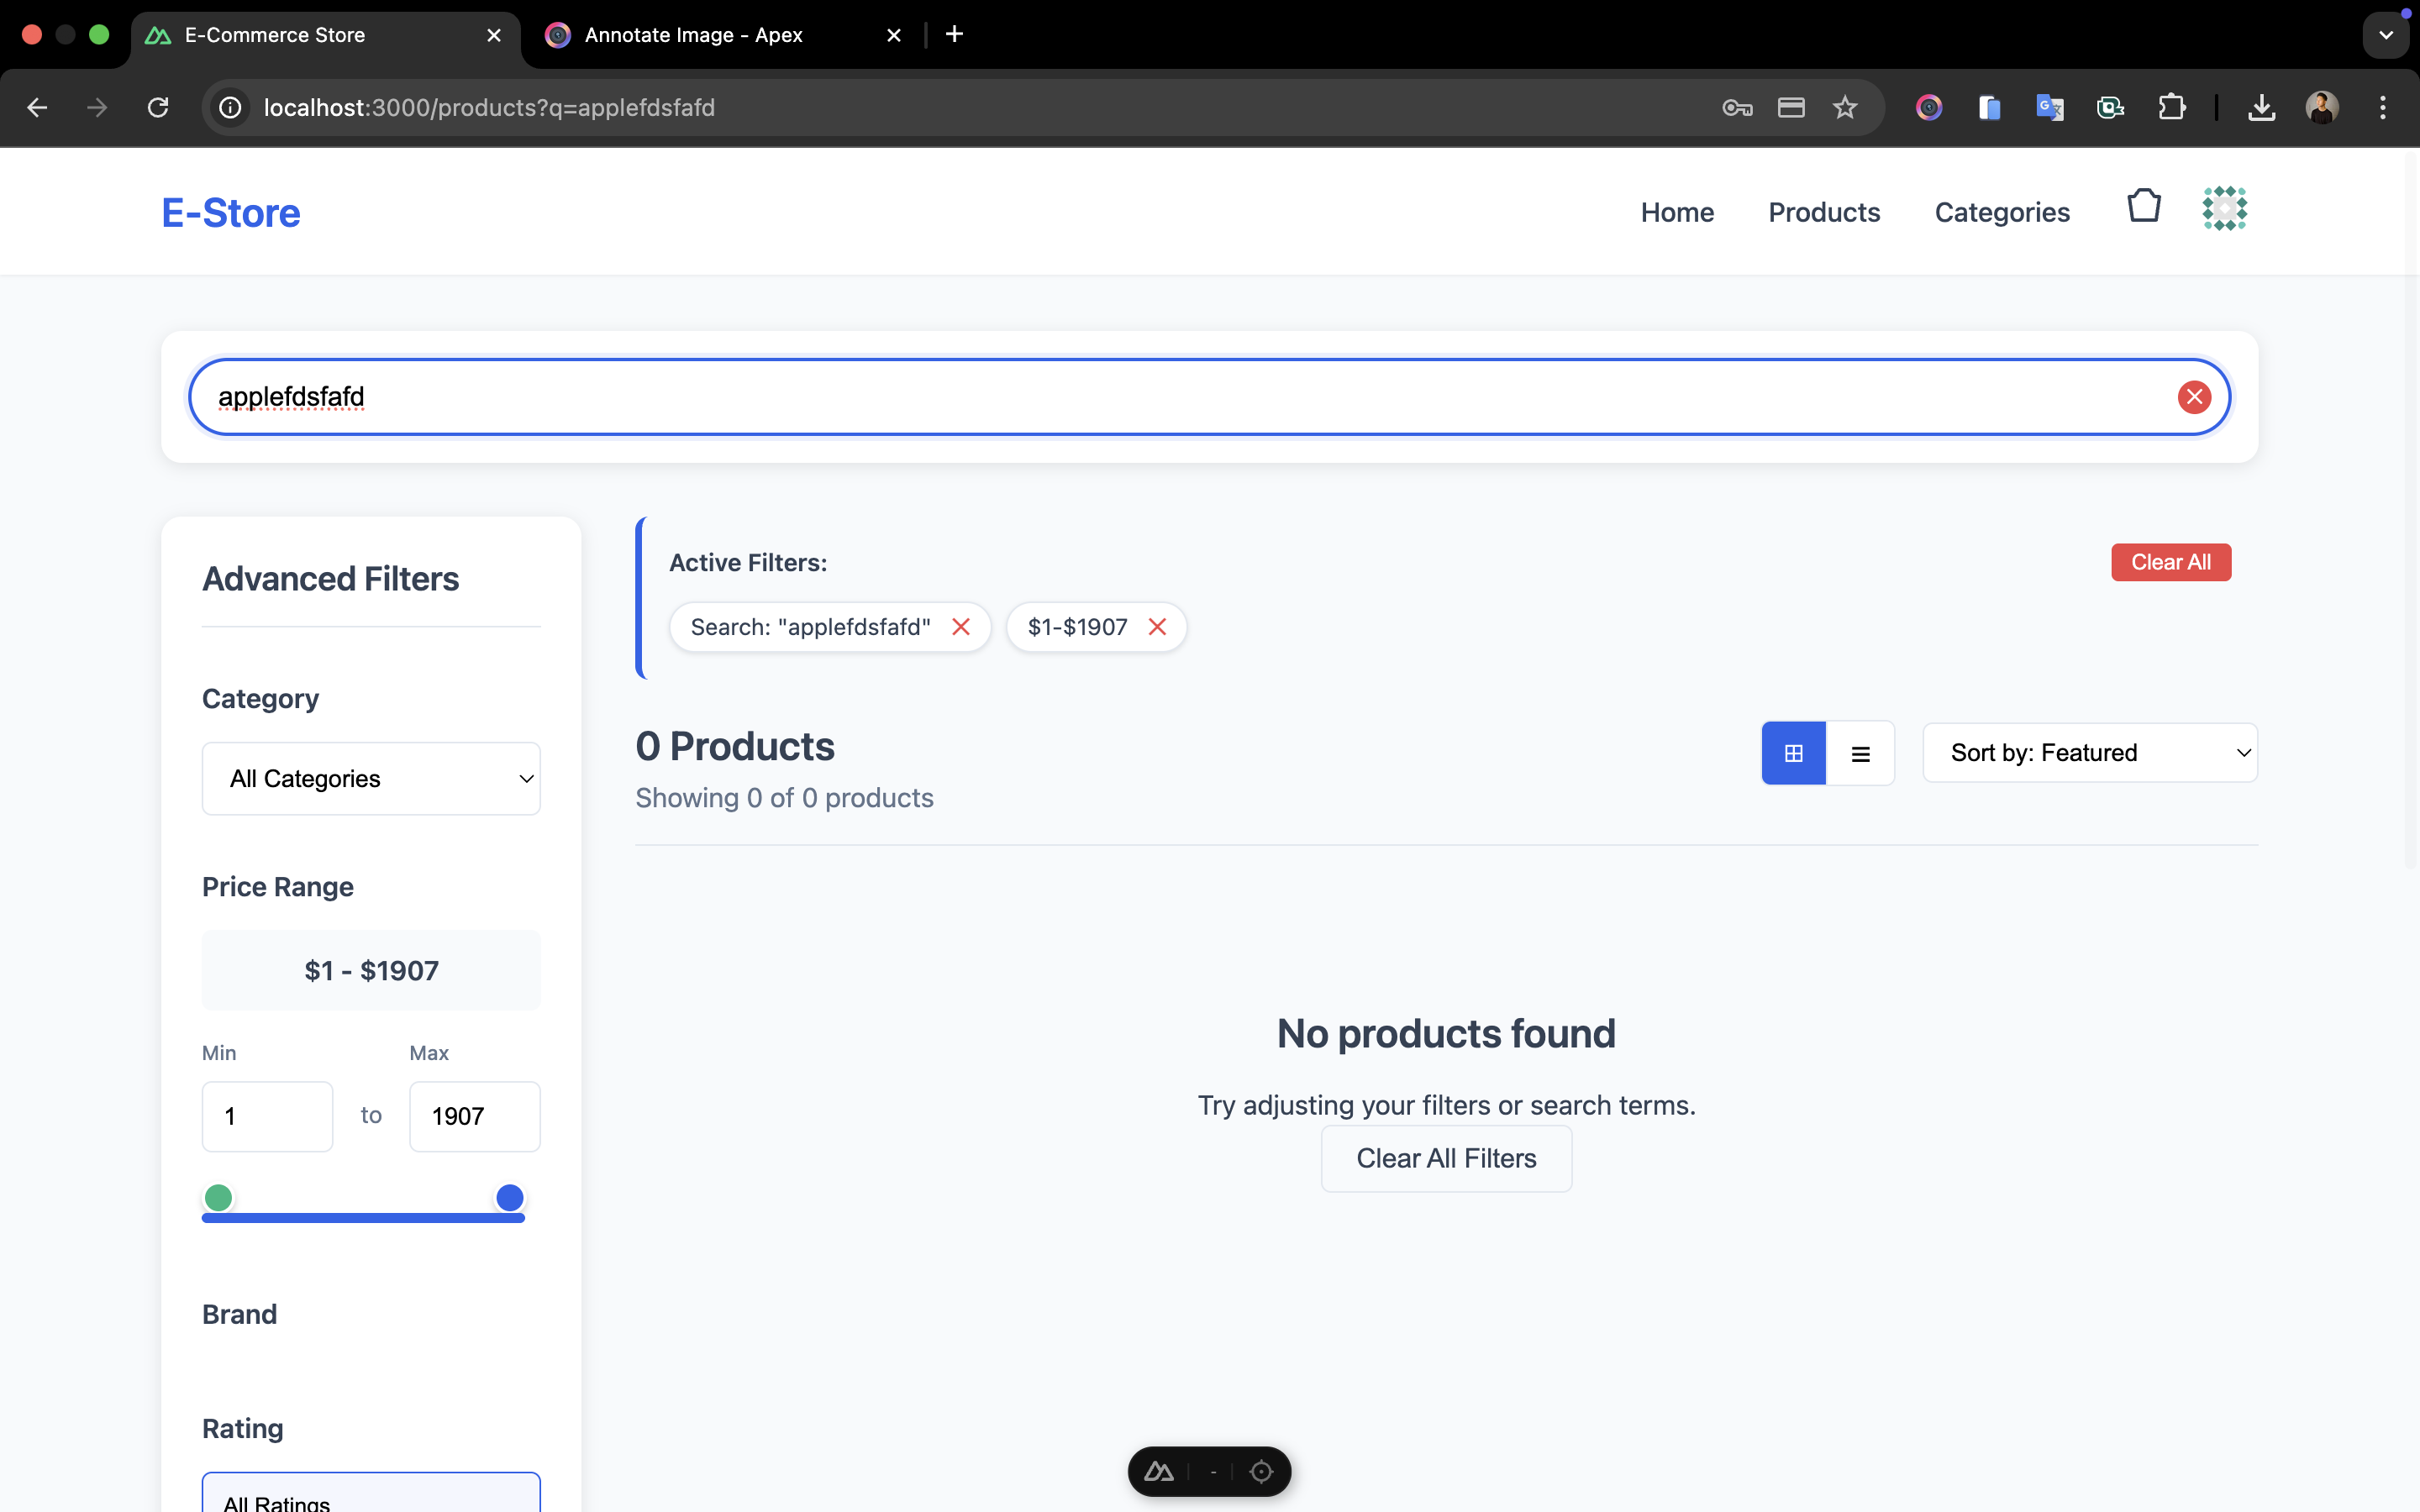 E-Commerce Store
Annotate Image - Apex
localhost:3000/products?q=applefdsfafd
E-Store
Home
Products
Categories
applefdsfafd
Advanced Filters
Category
All Categories
Price Range
$1 - $1907
Min
Max
1
to
1907
Brand
Rating
All Ratings
Active Filters:
Clear All
Search: "applefdsfafd"
$1-$1907
0 Products
Showing 0 of 0 products
Sort by: Featured
No products found
Try adjusting your filters or search terms.
Clear All Filters
-